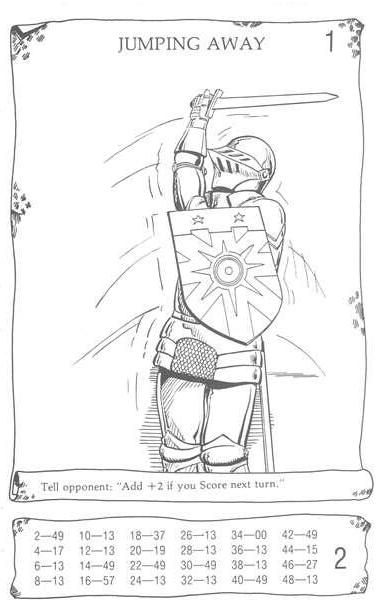 JUMPING AWAY 1
Tell opponent: "Add +2 if you Score next turn."
2—49 10—13 18—37 26—13 34—00 42—49
4—17 12—13 20—19 28—13 36—13 44—15
6—13 14—49 22—49 30—49 38—13 46—27
8—13 16—57 24—13 32—13 40—49 48—13
2